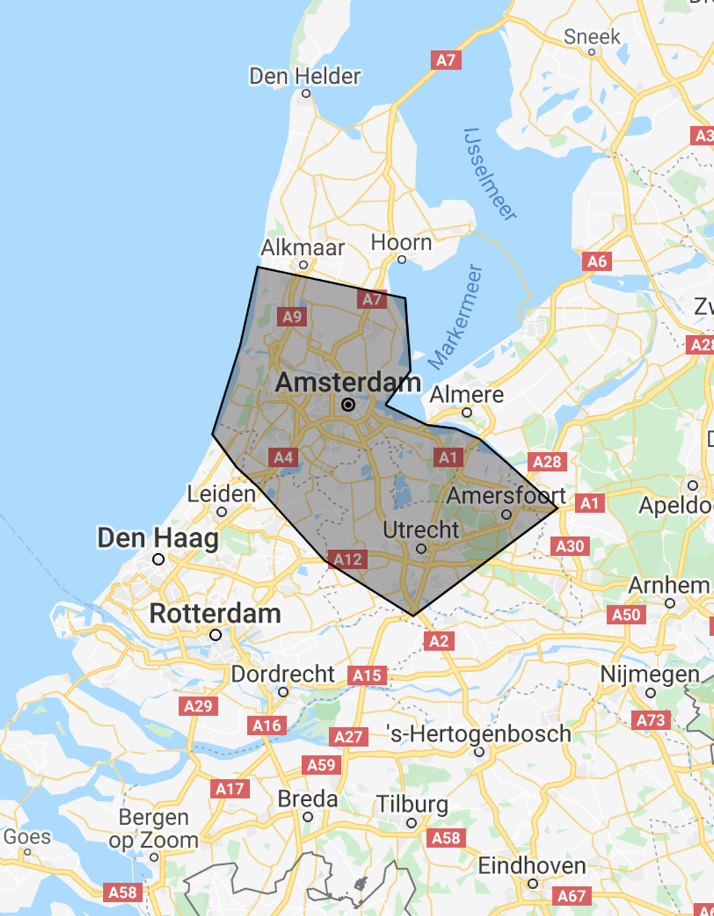 Sneek
A7
Den Helder
A3
IJsselmeer
Alkmaar
Hoorn
A6
Markermeer
A7
A9
Zv
A28
Amsterdam
Almere
A4
A1
A28
Leiden
Amersfoort
A1
Apeldo
Utrecht
Den Haag
A30
A12
Arnhem
Rotterdam
A50
A2
Dordrecht
A15
Nijmegen
A29
A16
A27
's-Hertogenbosch
A73
A59
A17
Breda
Tilburg
Bergen
op Zoom
Goes
A58
Eindhoven
A58
A67